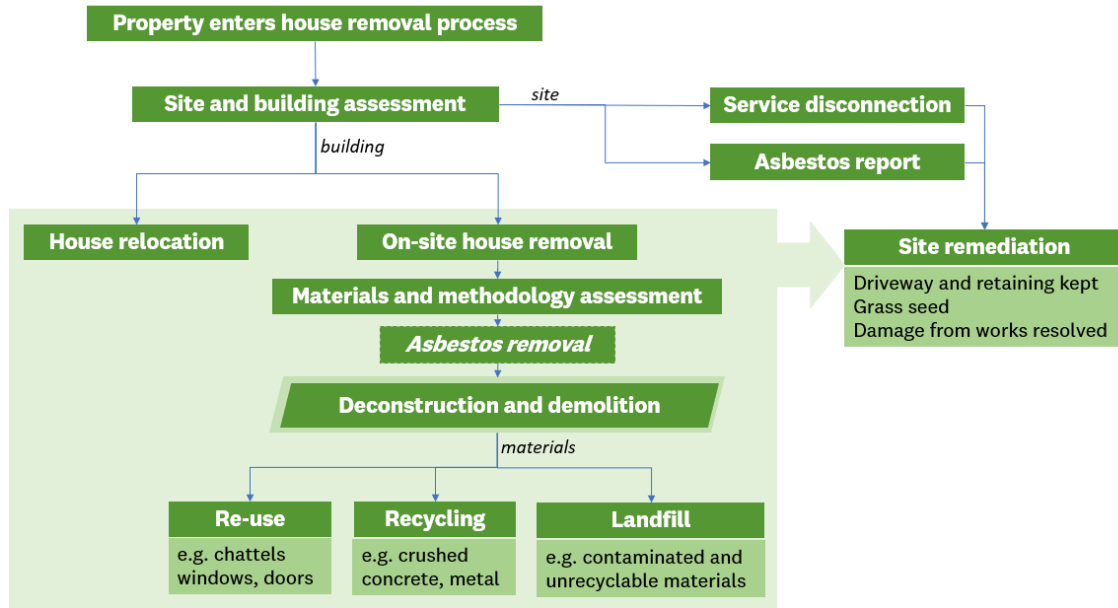 Property enters house removal process
Site and building assessment
site
Service disconnection
building
Asbestos report
House relocation
On-site house removal
Site remediation
Driveway and retaining kept
Grass seed
Damage from works resolved
Materials and methodology assessment
Asbestos removal
Deconstruction and demolition
materials
Re-use
e.g. chattels
windows, doors
Recycling
e.g. crushed
concrete, metal
Landfill
e.g. contaminated and
unrecyclable materials